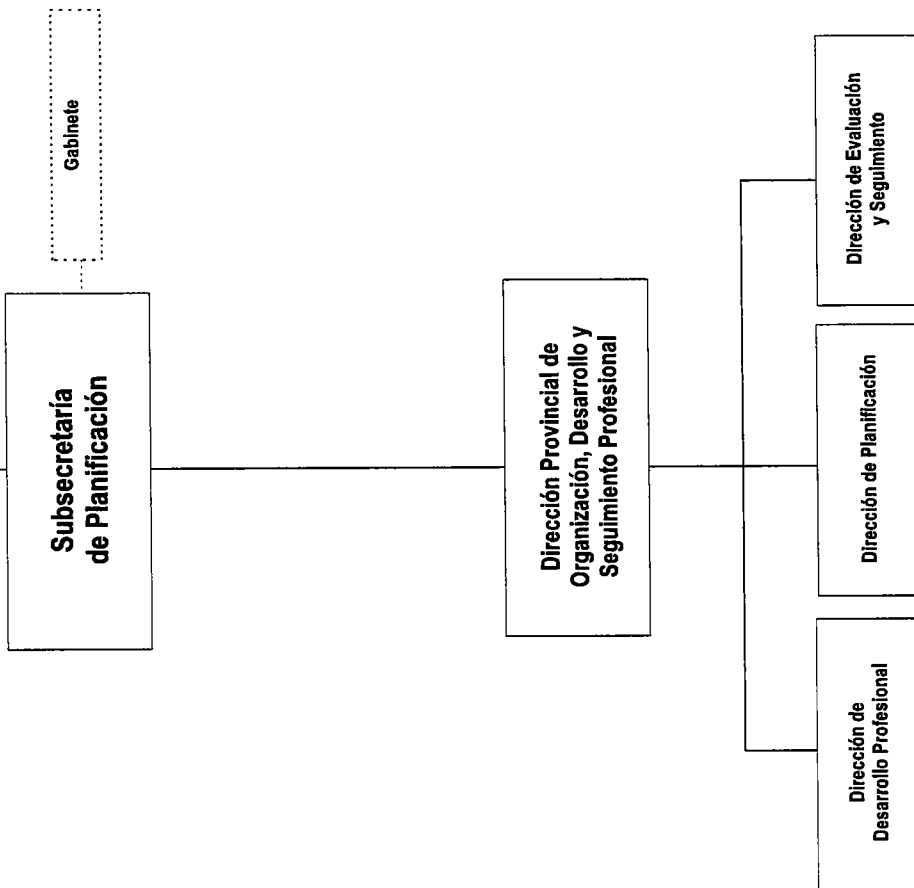 Gabinete
Subsecretaría
de Planificación
Dirección Provincial de
Organización, Desarrollo y
Seguimiento Profesional
Dirección de
Desarrollo Profesional
Dirección de Planificación
Dirección de Evaluación
y Seguimiento